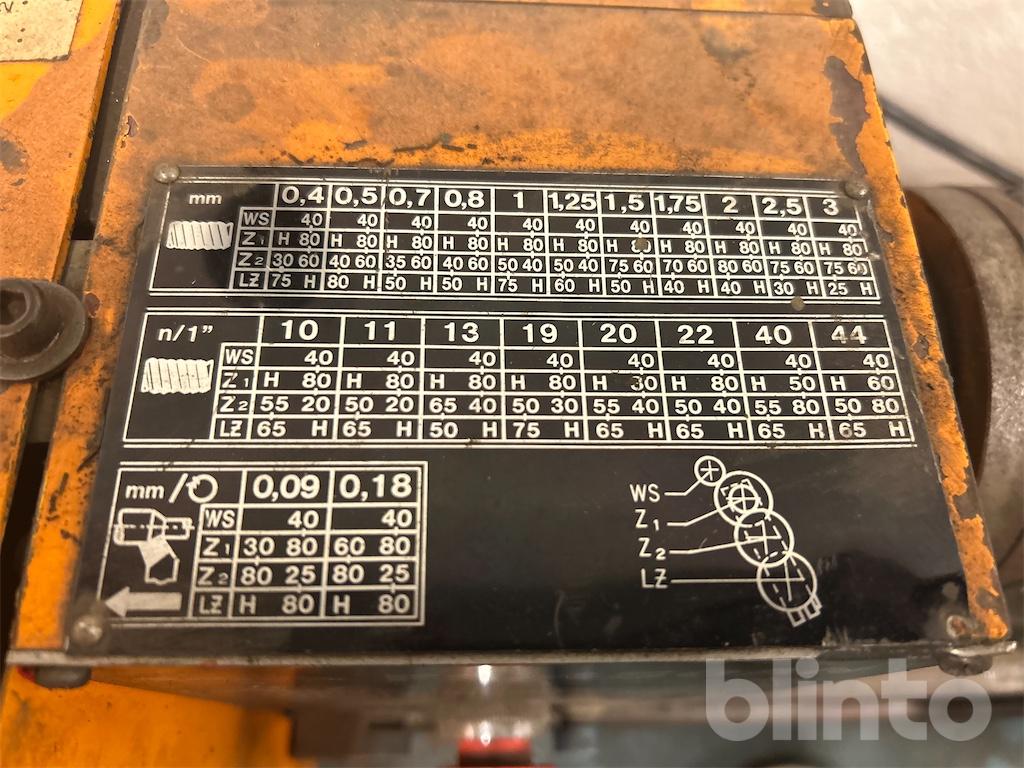 mm 0,4 0,5 0,7 0,8 1 1,25 1,5 1,75 2 2,5 3
WS 40 40 40 40 40 40 40 40 40 40 40
Z1 H 80 H 80 H 80 H 80 H 80 H 80 H 80 H 80 H 80 H 80 H 80
Z2 30 60 40 60 35 60 40 60 50 40 50 40 75 60 70 60 80 60 75 60 75 60
LŻ 75 H 80 H 50 H 50 H 75 H 60 H 50 H 40 H 40 H 30 H 25 H
n/1" 10 11 13 19 20 22 40 44
WS 40 40 40 40 40 40 40 40
Z1 H 80 H 80 H 80 H 80 H 80 H 80 H 50 H 60
Z2 55 20 50 20 65 40 50 30 55 40 50 40 55 80 50 80
LŻ 65 H 65 H 50 H 75 H 65 H 65 H 65 H 65 H
mm/ 0,09 0,18
WS 40 40
Z1 30 80 60 80
Z2 80 25 80 25
LŻ H 80 H 80
WS
Z1
Z2
LŻ
blinto